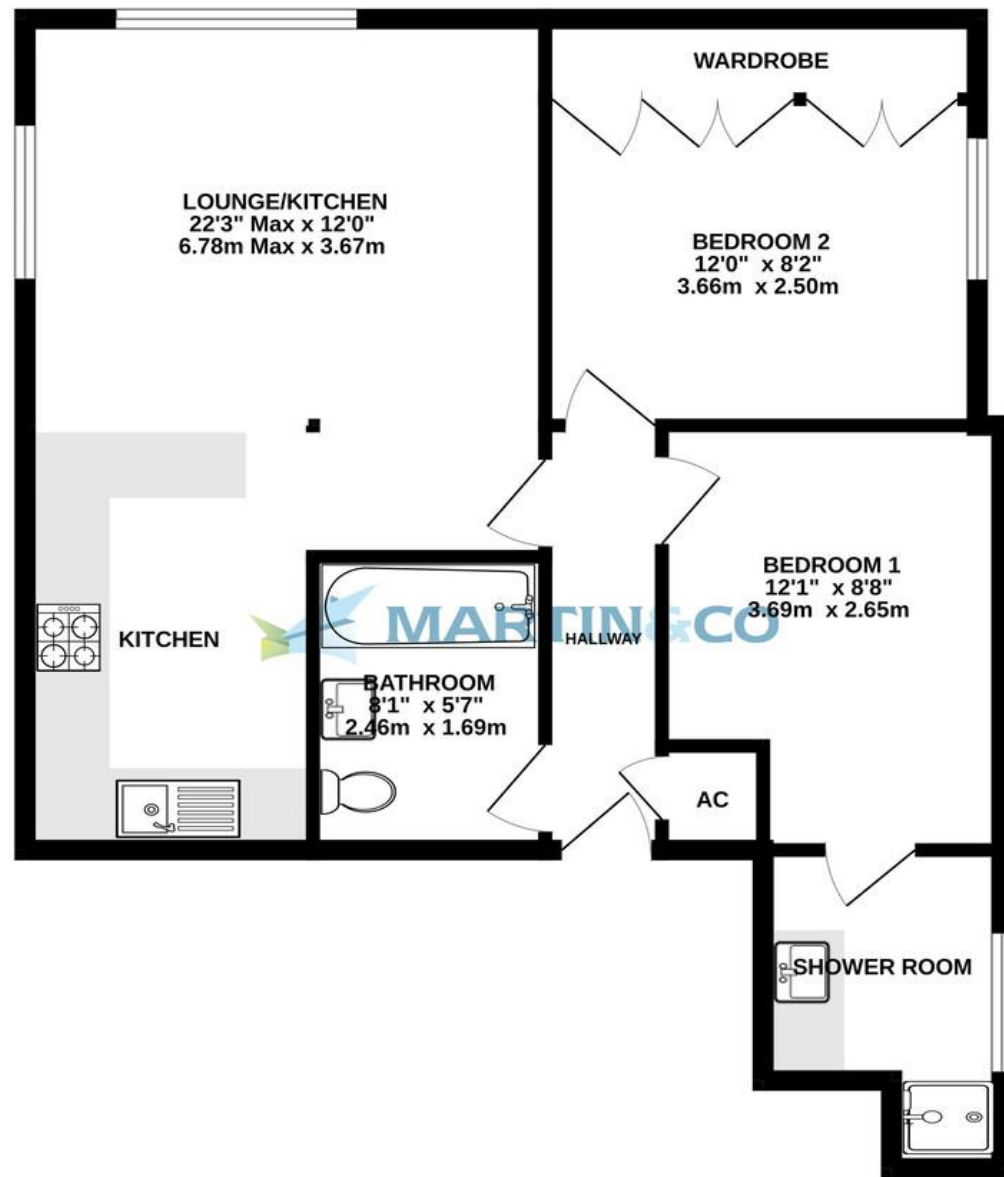 WARDROBE
LOUNGE/KITCHEN
22'3" Max x 12'0"
6.78m Max x 3.67m
BEDROOM 2
12'0" x 8'2"
3.66m x 2.50m
BEDROOM 1
12'1" x 8'8"
3.69m x 2.65m
MARTIN&CO
KITCHEN
HALLWAY
BATHROOM
8'1" x 5'7"
2.46m x 1.69m
AC
SHOWER ROOM